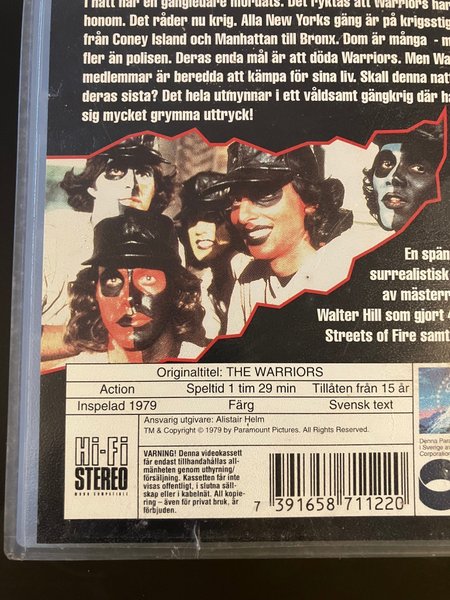 I natt har en gängledare mördats. Det ryktas att Warriors har
honom. Det råder nu krig. Alla New Yorks gäng är på krigsstig
från Coney Island och Manhattan till Bronx. Dom är många - m
fler än polisen. Deras enda mål är att döda Warriors. Men Wa
medlemmar är beredda att kämpa för sina liv. Skall denna nat
deras sista? Det hela utmynnar i ett våldsamt gängkrig där ha
sig mycket grymma uttryck!
En spän
surrealistisk
av mästerr
Walter Hill som gjort 4
Streets of Fire samt
Originaltitel: THE WARRIORS
Action Speltid 1 tim 29 min Tillåten från 15 år
Inspelad 1979 Färg Svensk text
Ansvarig utgivare: Alistair Helm
TM & Copyright © 1979 by Paramount Pictures. All Rights Reserved.
Hi-Fi
STEREO
MONO COMPATIBLE
VARNING! Denna videokassett
får endast tillhandahållas all-
mänheten genom uthyrning/
försäljning. Kassetten får inte
visas offentligt, i slutna säll-
skap eller i kabelnät. All kopie-
ring – även för privat bruk, är
förbjuden.
7 391658 711220
Denna Para
i Sverige a
Corporation